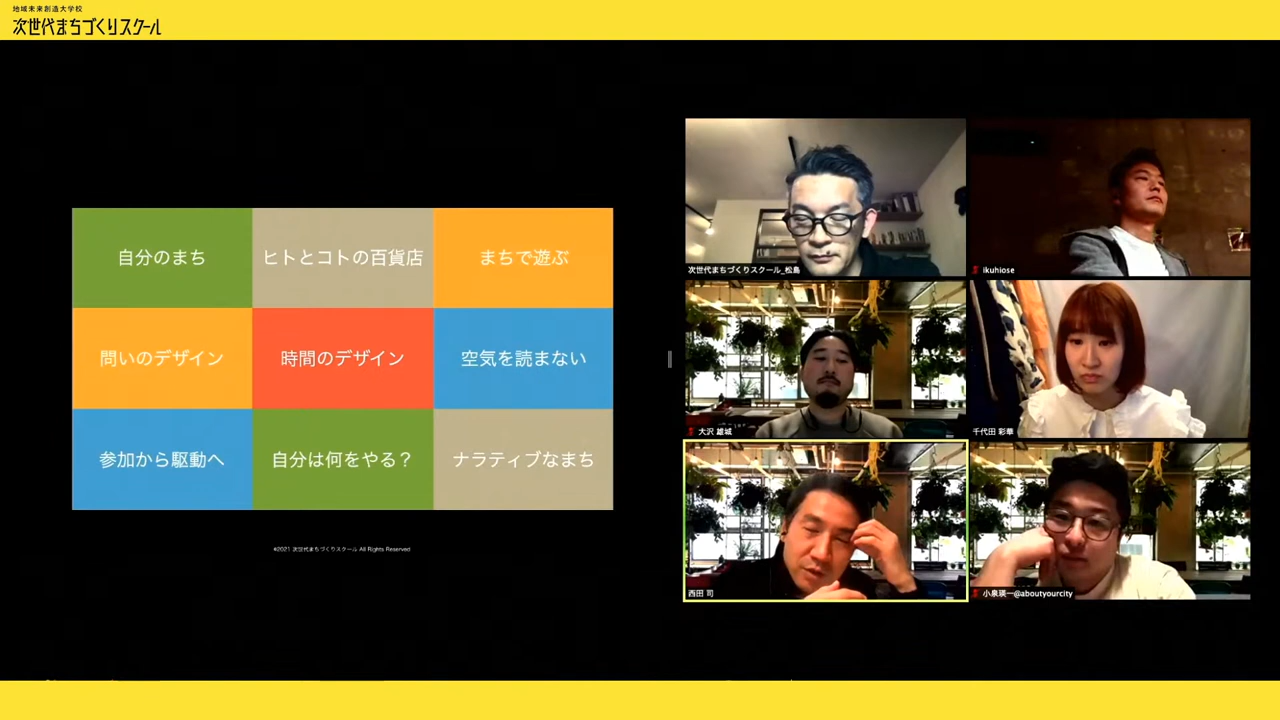 地域未来創造大学校
次世代まちづくりスクール
自分のまち
ヒトとコトの百貨店
まちで遊ぶ
問いのデザイン
時間のデザイン
空気を読まない
参加から駆動へ
自分は何をやる？
ナラティブなまち
©2021 次世代まちづくりスクール All Rights Reserved
次世代まちづくりスクール_松島
ikuhiose
大沢 雄城
千代田 彩華
西田 司
小泉瑛一@aboutyourcity